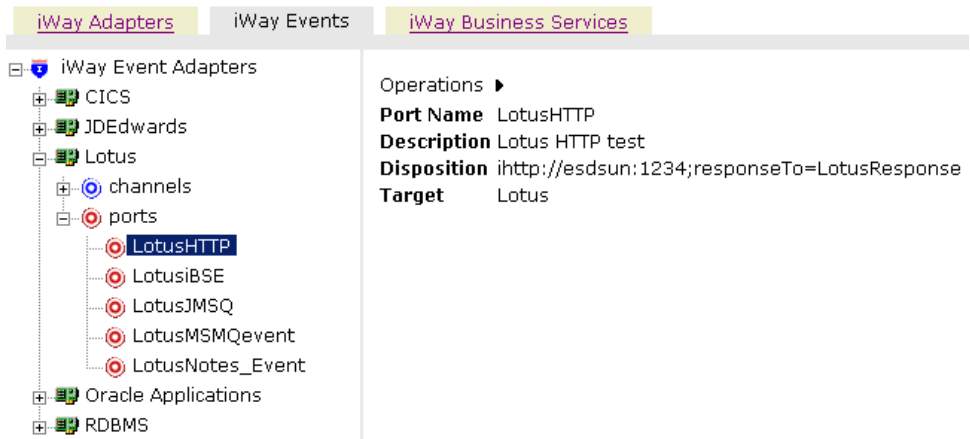 iWay Adapters iWay Events iWay Business Services
iWay Event Adapters
CICS
JDEdwards
Lotus
channels
ports
LotusHTTP
LotusiBSE
LotusJMSQ
LotusMSMQevent
LotusNotes_Event
Oracle Applications
RDBMS
Operations
Port Name LotusHTTP
Description Lotus HTTP test
Disposition ihttp://esdsun:1234;responseTo=LotusResponse
Target Lotus